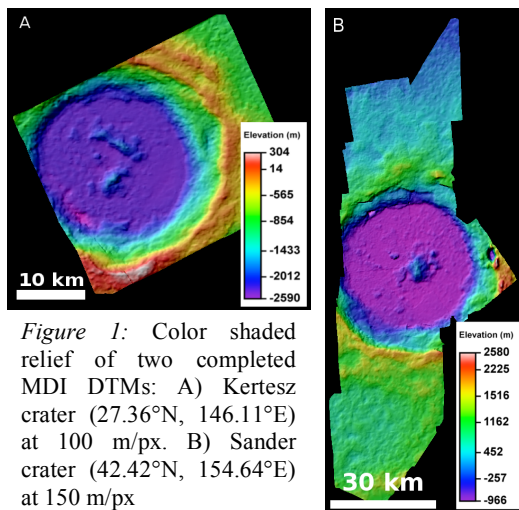 A
Elevation (m)
304
14
-565
-854
-1433
-2012
-2590
10 km
B
Elevation (m)
2580
2225
1516
1162
452
-257
-966
30 km
Figure 1: Color shaded
relief of two completed
MDI DTMs: A) Kertesz
crater (27.36°N, 146.11°E)
at 100 m/px. B) Sander
crater (42.42°N, 154.64°E)
at 150 m/px